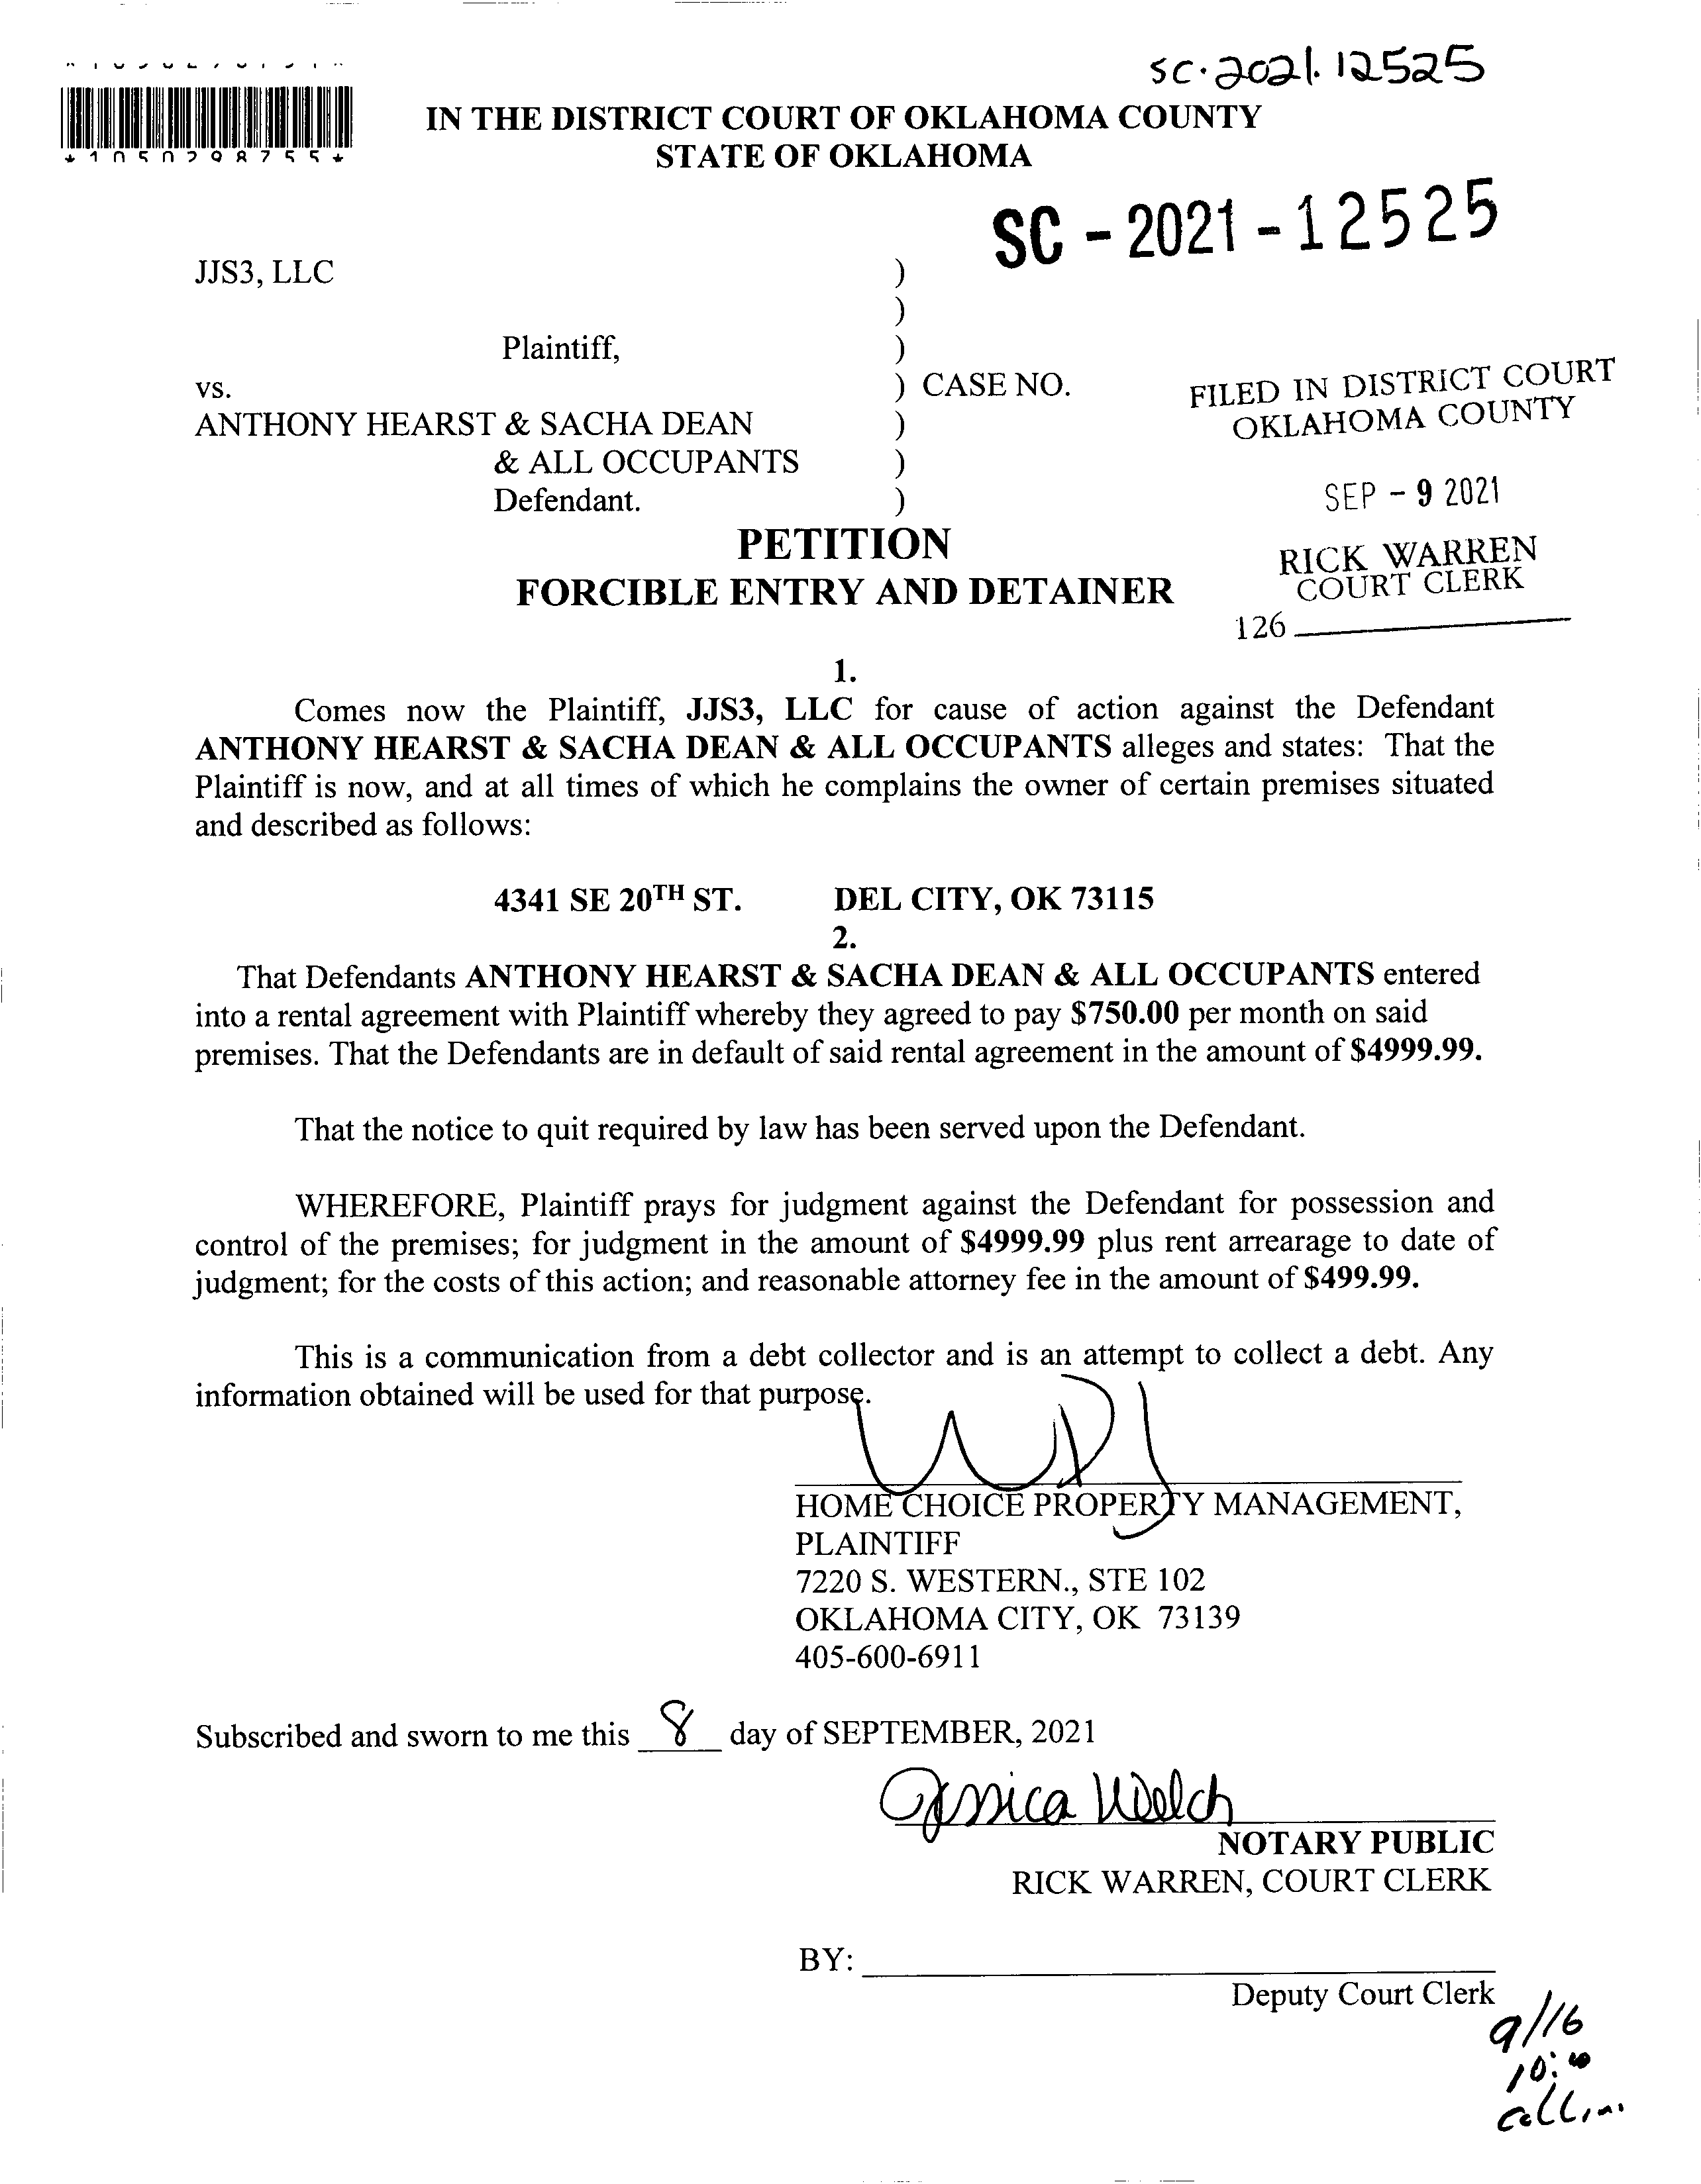 SC·2021·12525
*1050298755*
IN THE DISTRICT COURT OF OKLAHOMA COUNTY
STATE OF OKLAHOMA
SC - 2021 - 12525
JJS3, LLC )
)
Plaintiff, )
vs. ) CASE NO.
ANTHONY HEARST & SACHA DEAN )
& ALL OCCUPANTS )
Defendant. )
FILED IN DISTRICT COURT
OKLAHOMA COUNTY
SEP - 9 2021
RICK WARREN
COURT CLERK
126
PETITION
FORCIBLE ENTRY AND DETAINER
1.
Comes now the Plaintiff, JJS3, LLC for cause of action against the Defendant
ANTHONY HEARST & SACHA DEAN & ALL OCCUPANTS alleges and states: That the
Plaintiff is now, and at all times of which he complains the owner of certain premises situated
and described as follows:
4341 SE 20TH ST. DEL CITY, OK 73115
2.
That Defendants ANTHONY HEARST & SACHA DEAN & ALL OCCUPANTS entered
into a rental agreement with Plaintiff whereby they agreed to pay $750.00 per month on said
premises. That the Defendants are in default of said rental agreement in the amount of $4999.99.
That the notice to quit required by law has been served upon the Defendant.
WHEREFORE, Plaintiff prays for judgment against the Defendant for possession and
control of the premises; for judgment in the amount of $4999.99 plus rent arrearage to date of
judgment; for the costs of this action; and reasonable attorney fee in the amount of $499.99.
This is a communication from a debt collector and is an attempt to collect a debt. Any
information obtained will be used for that purpose.
HOME CHOICE PROPERTY MANAGEMENT,
PLAINTIFF
7220 S. WESTERN., STE 102
OKLAHOMA CITY, OK 73139
405-600-6911
Subscribed and sworn to me this 8 day of SEPTEMBER, 2021
Jessica Welch
NOTARY PUBLIC
RICK WARREN, COURT CLERK
BY:
Deputy Court Clerk
9/16